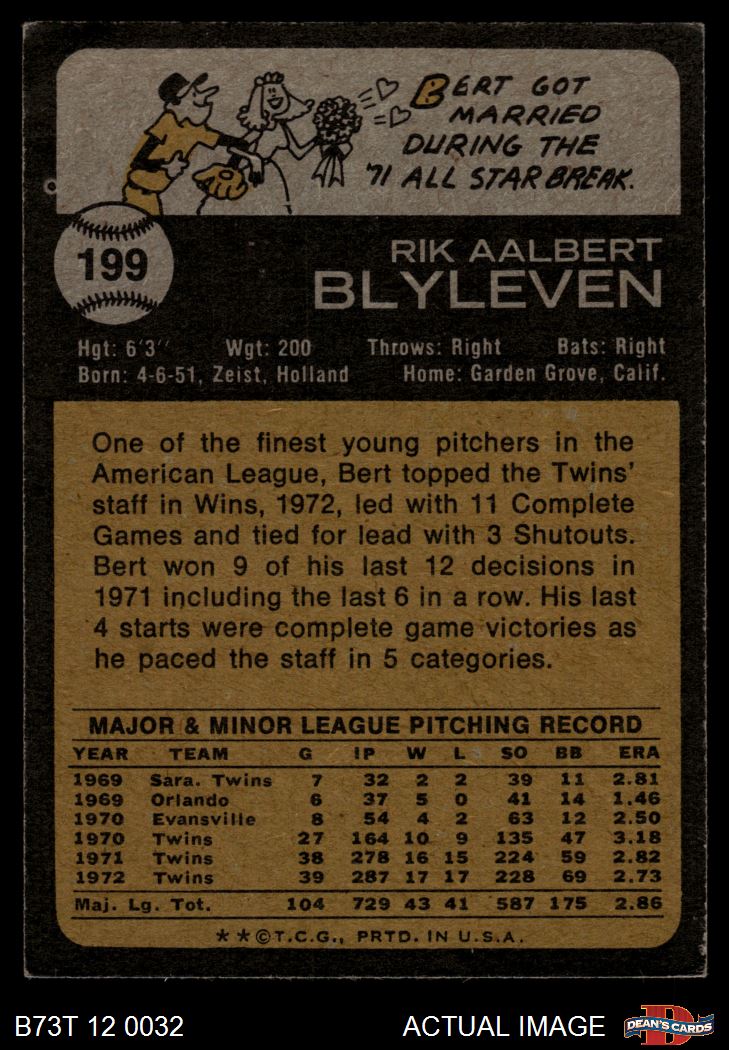 BERT GOT
MARRIED
DURING THE
'71 ALL STAR BREAK.
199
RIK AALBERT
BLYLEVEN
Hgt: 6'3" Wgt: 200 Throws: Right Bats: Right
Born: 4-6-51, Zeist, Holland Home: Garden Grove, Calif.
One of the finest young pitchers in the
American League, Bert topped the Twins'
staff in Wins, 1972, led with 11 Complete
Games and tied for lead with 3 Shutouts.
Bert won 9 of his last 12 decisions in
1971 including the last 6 in a row. His last
4 starts were complete game victories as
he paced the staff in 5 categories.
MAJOR & MINOR LEAGUE PITCHING RECORD
YEAR TEAM G IP W L SO BB ERA
1969 Sara. Twins 7 32 2 2 39 11 2.81
1969 Orlando 6 37 5 0 41 14 1.46
1970 Evansville 8 54 4 2 63 12 2.50
1970 Twins 27 164 10 9 135 47 3.18
1971 Twins 38 278 16 15 224 59 2.82
1972 Twins 39 287 17 17 228 69 2.73
Maj. Lg. Tot. 104 729 43 41 587 175 2.86
**©T.C.G., PRTD. IN U.S.A.
B73T 12 0032 ACTUAL IMAGE DEAN'S CARDS